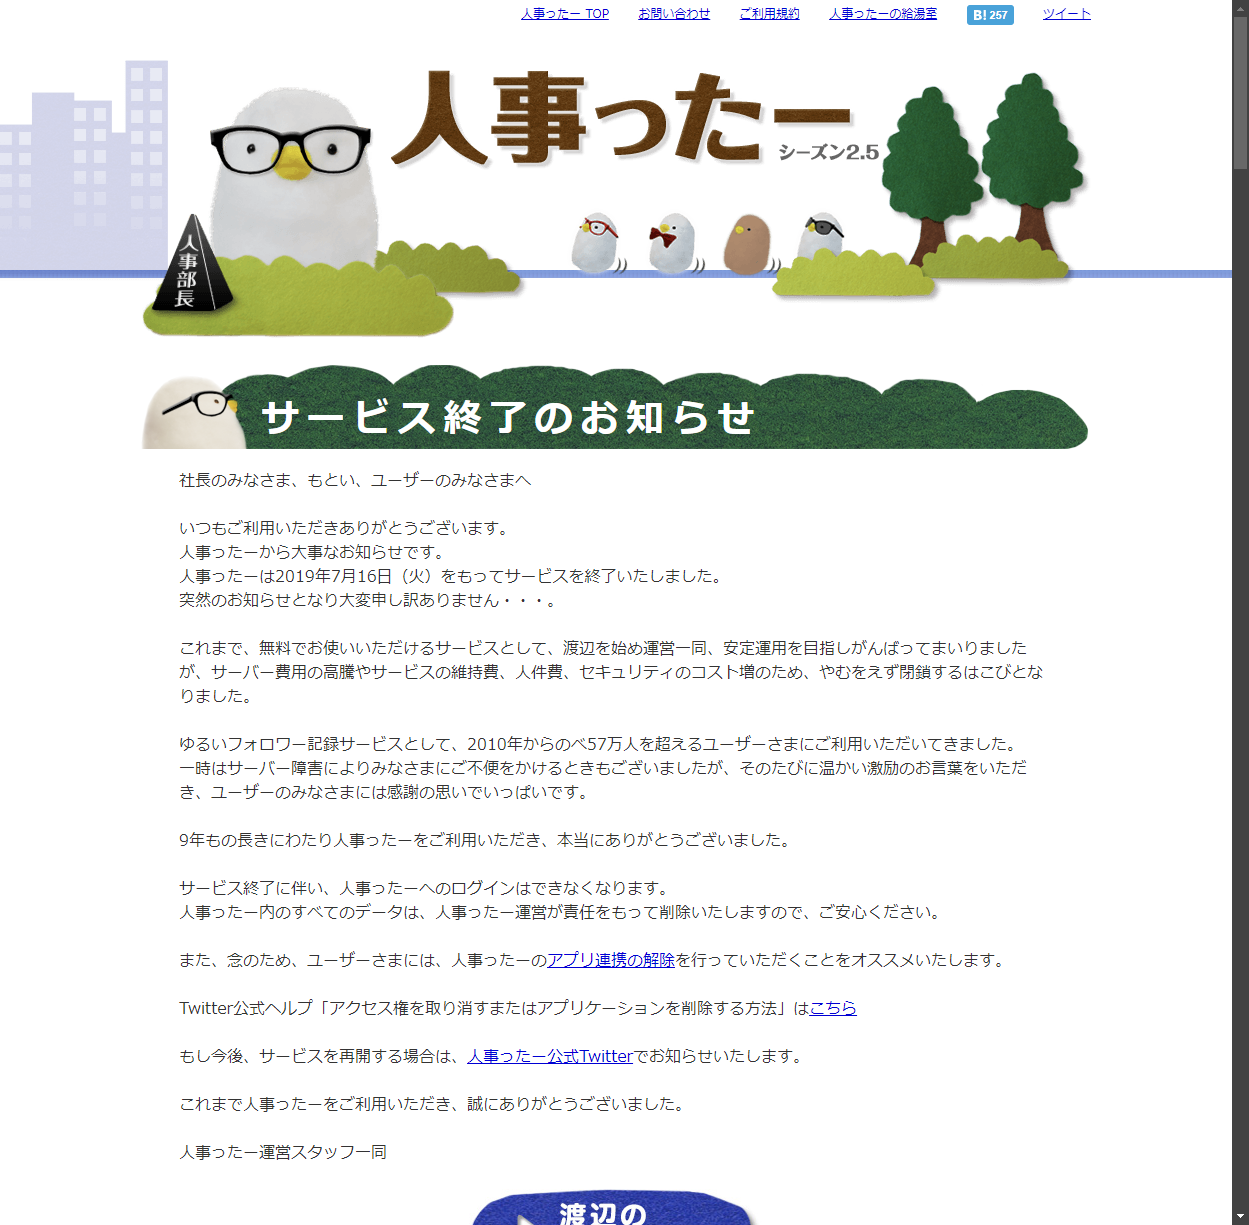 人事ったー TOP
お問い合わせ
ご利用規約
人事ったーの給湯室
B! 257
ツイート
人事ったー
シーズン2.5
人事部長
サービス終了のお知らせ
社長のみなさま、もとい、ユーザーのみなさまへ
いつもご利用いただきありがとうございます。
人事ったーから大事なお知らせです。
人事ったーは2019年7月16日（火）をもってサービスを終了いたしました。
突然のお知らせとなり大変申し訳ありません・・・。
これまで、無料でお使いいただけるサービスとして、渡辺を始め運営一同、安定運用を目指しがんばってまいりました
が、サーバー費用の高騰やサービスの維持費、人件費、セキュリティのコスト増のため、やむをえず閉鎖するはこびとな
りました。
ゆるいフォロワー記録サービスとして、2010年からのべ57万人を超えるユーザーさまにご利用いただいてきました。
一時はサーバー障害によりみなさまにご不便をかけるときもございましたが、そのたびに温かい激励のお言葉をいただ
き、ユーザーのみなさまには感謝の思いでいっぱいです。
9年もの長きにわたり人事ったーをご利用いただき、本当にありがとうございました。
サービス終了に伴い、人事ったーへのログインはできなくなります。
人事ったー内のすべてのデータは、人事ったー運営が責任をもって削除いたしますので、ご安心ください。
また、念のため、ユーザーさまには、人事ったーのアプリ連携の解除を行っていただくことをオススメいたします。
Twitter公式ヘルプ「アクセス権を取り消すまたはアプリケーションを削除する方法」はこちら
もし今後、サービスを再開する場合は、人事ったー公式Twitterでお知らせいたします。
これまで人事ったーをご利用いただき、誠にありがとうございました。
人事ったー運営スタッフ一同
渡辺の